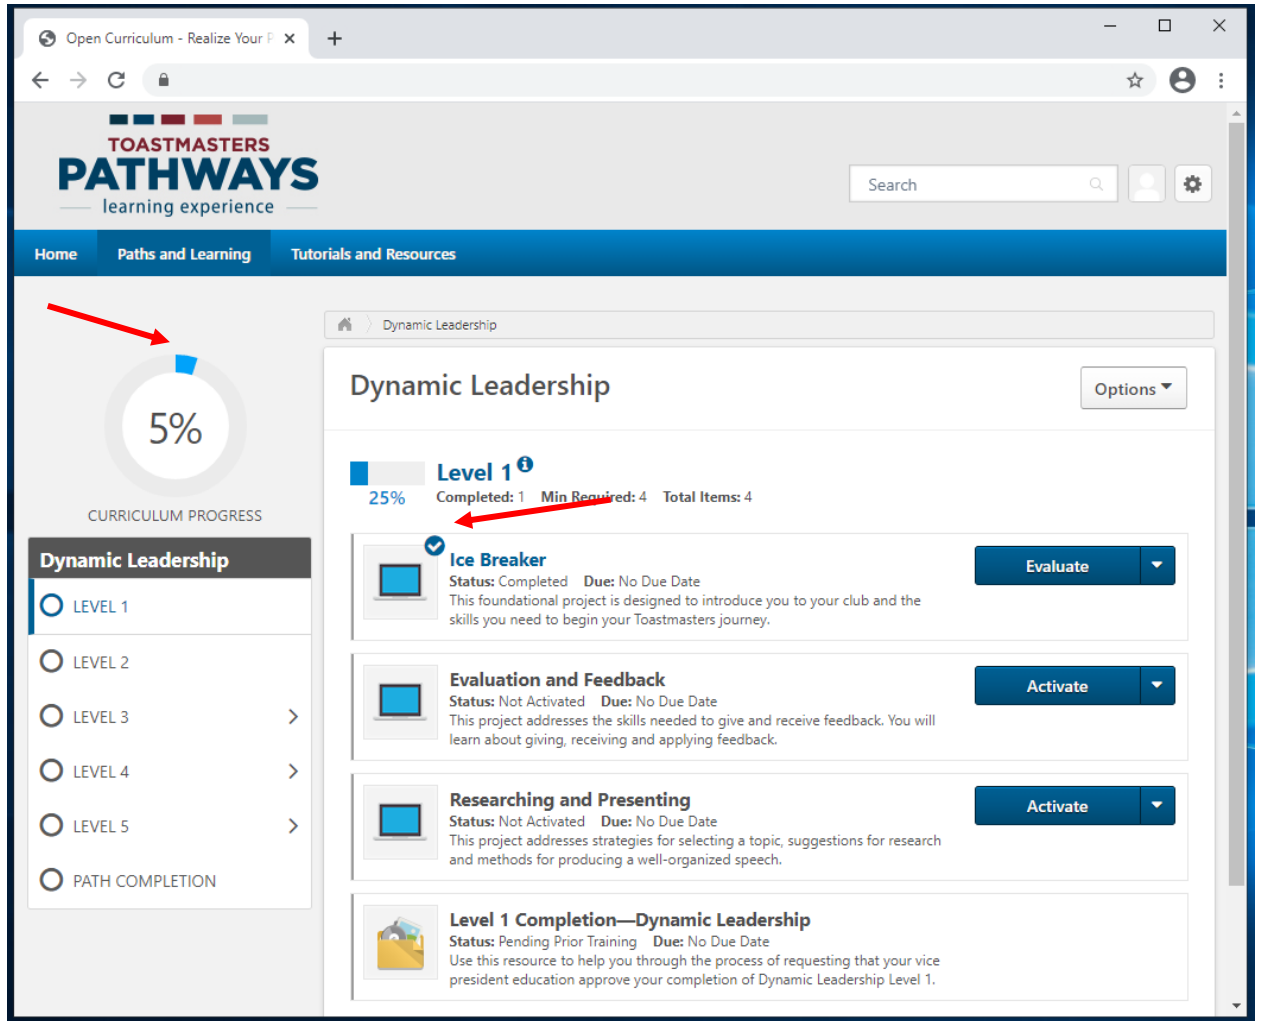 Open Curriculum - Realize Your P
TOASTMASTERS
PATHWAYS
learning experience
Search
Home Paths and Learning Tutorials and Resources
Dynamic Leadership
5%
CURRICULUM PROGRESS
Dynamic Leadership
LEVEL 1
LEVEL 2
LEVEL 3
LEVEL 4
LEVEL 5
PATH COMPLETION
Dynamic Leadership
Options
Level 1
25%
Completed: 1 Min Required: 4 Total Items: 4
Ice Breaker
Status: Completed Due: No Due Date
This foundational project is designed to introduce you to your club and the
skills you need to begin your Toastmasters journey.
Evaluate
Evaluation and Feedback
Status: Not Activated Due: No Due Date
This project addresses the skills needed to give and receive feedback. You will
learn about giving, receiving and applying feedback.
Activate
Researching and Presenting
Status: Not Activated Due: No Due Date
This project addresses strategies for selecting a topic, suggestions for research
and methods for producing a well-organized speech.
Activate
Level 1 Completion—Dynamic Leadership
Status: Pending Prior Training Due: No Due Date
Use this resource to help you through the process of requesting that your vice
president education approve your completion of Dynamic Leadership Level 1.